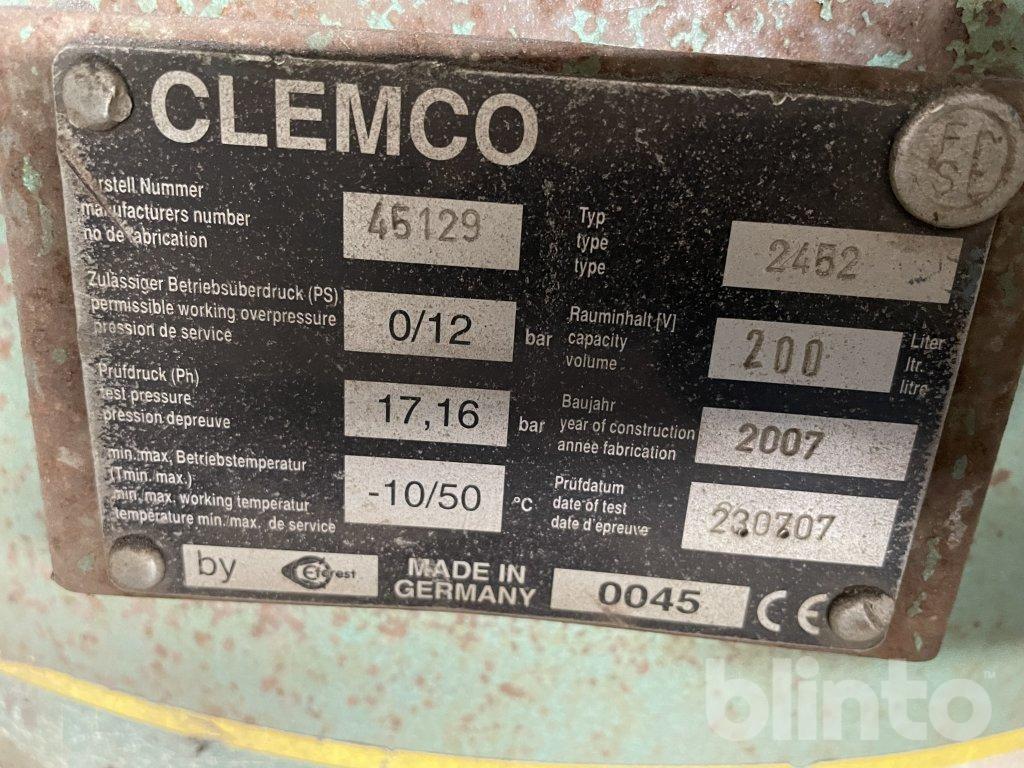 CLEMCO
Nummer
manufacturers number
no de fabrication
45129
Typ
type
type
2452
Zulässiger Betriebsüberdruck (PS)
permissible working overpressure
pression de service
0/12
bar
Rauminhalt [V]
capacity
volume
200
Liter
ltr.
litre
Prüfdruck (Ph)
test pressure
pression depreuve
17,16
bar
Baujahr
year of construction
année fabrication
2007
min. max, Betriebstemperatur
(Tmin. max.)
min. max. working temperatur
temperature min./max. de service
-10/50
°C
Prüfdatum
date of test
date d'épreuve
230707
by
MADE IN
GERMANY
0045
CE
blinto